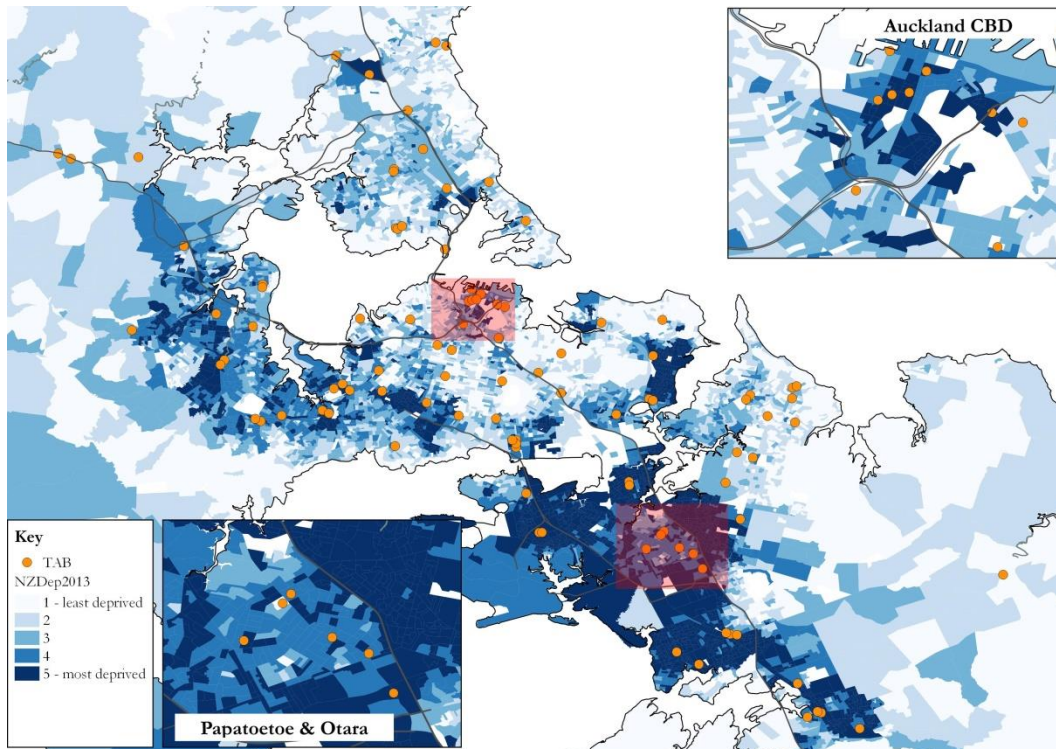 Auckland CBD
Key
TAB
NZDep2013
1 - least deprived
2
3
4
5 - most deprived
Papatoetoe & Otara